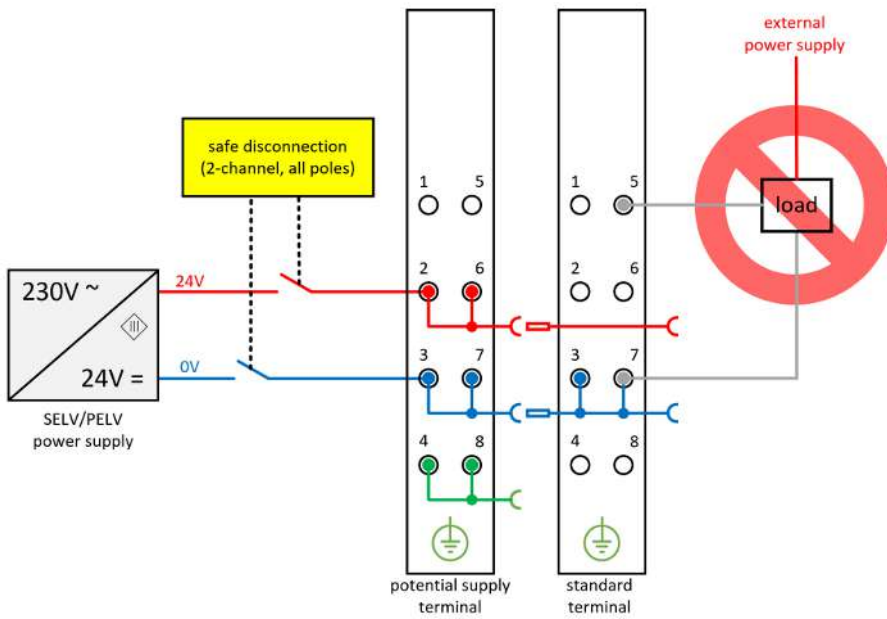 external
power supply
safe disconnection
(2-channel, all poles)
1 5
1 5
load
2 6
2 6
230V ~
24V
III
3 7
3 7
0V
24V =
SELV/PELV
power supply
4 8
4 8
potential supply
terminal
standard
terminal